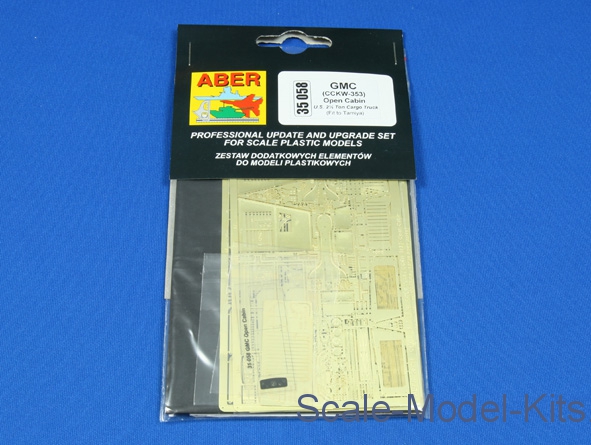 ABER
35 058
GMC
(CCKW-353)
Open Cabin
U.S. 2½ Ton Cargo Truck
(Fit to Tamiya)
PROFESSIONAL UPDATE AND UPGRADE SET
FOR SCALE PLASTIC MODELS
ZESTAW DODATKOWYCH ELEMENTÓW
DO MODELI PLASTIKOWYCH
35 058 GMC Open Cabin
Scale-Model-Kits